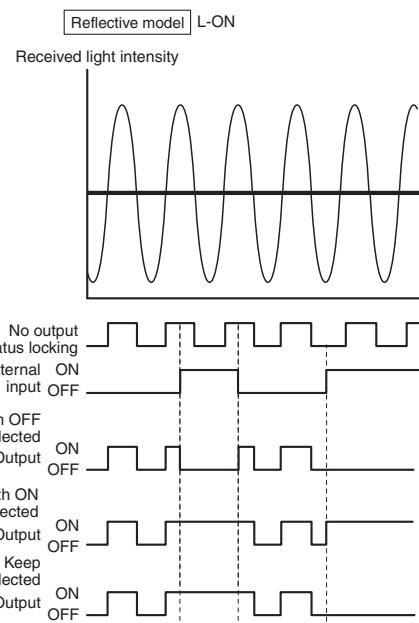 Reflective model L-ON
Received light intensity
No output
atus locking
ternal ON
input OFF
n OFF
lected
Output ON
OFF
th ON
ected
Output ON
OFF
Keep
lected
Output ON
OFF